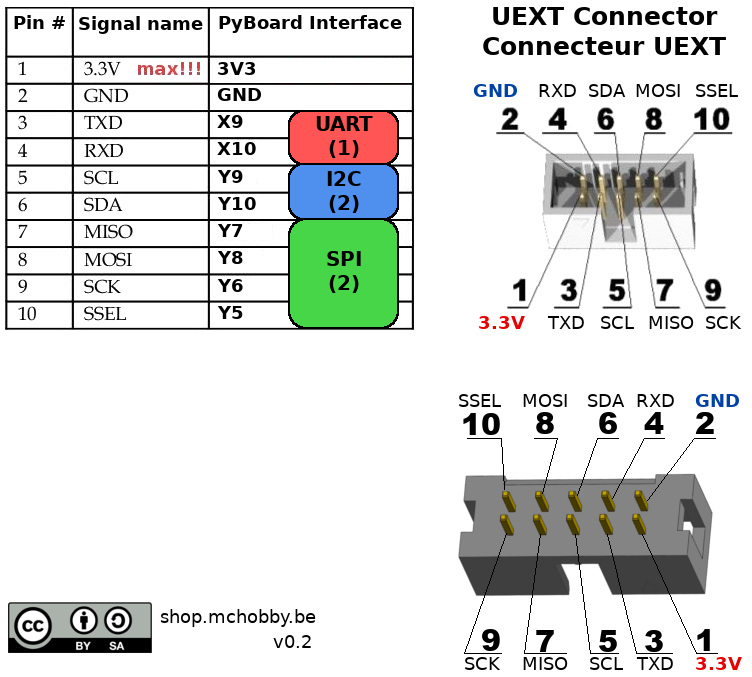 Pin # Signal name PyBoard Interface
1 3.3V max!!! 3V3
2 GND GND
3 TXD X9
4 RXD X10
UART
(1)
5 SCL Y9
6 SDA Y10
I2C
(2)
7 MISO Y7
8 MOSI Y8
9 SCK Y6
10 SSEL Y5
SPI
(2)
UEXT Connector
Connecteur UEXT
GND RXD SDA MOSI SSEL
2 4 6 8 10
1 3 5 7 9
3.3V TXD SCL MISO SCK
SSEL MOSI SDA RXD GND
10 8 6 4 2
9 7 5 3 1
SCK MISO SCL TXD 3.3V
cc
BY SA
shop.mchobby.be
v0.2